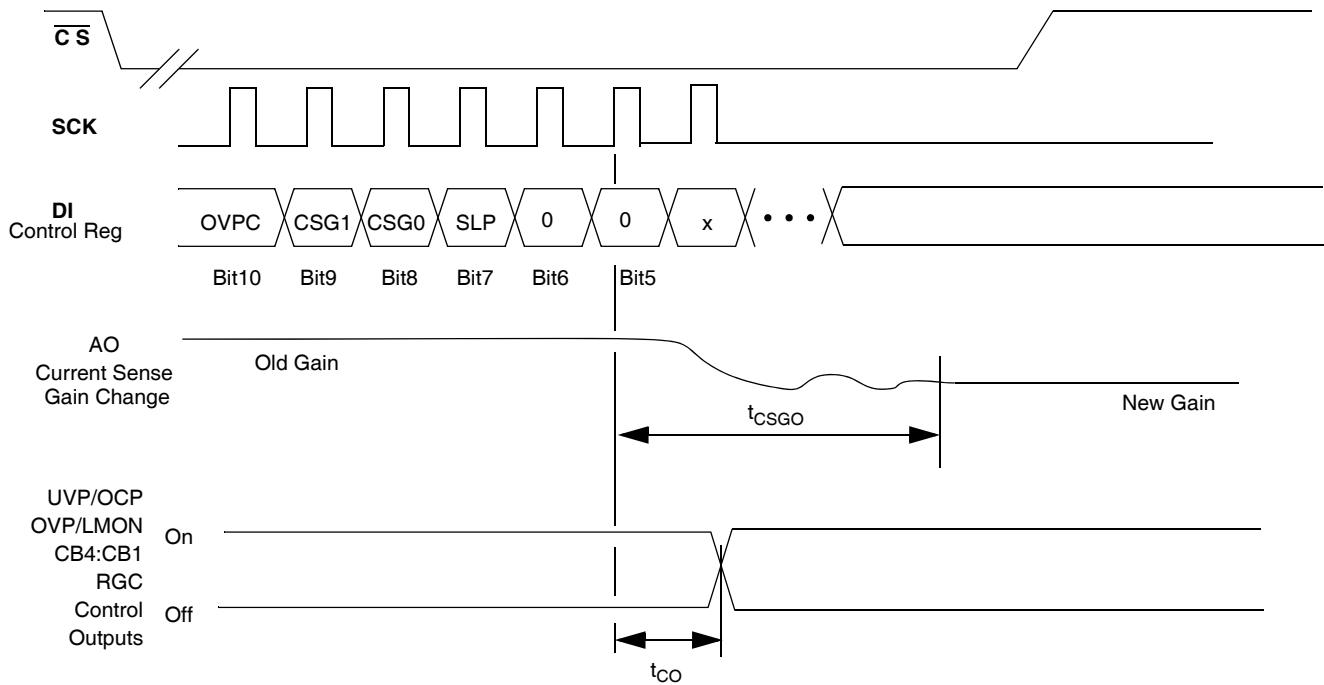 C S
SCK
DI
Control Reg
OVPC CSG1 CSG0 SLP 0 0 x • • •
Bit10 Bit9 Bit8 Bit7 Bit6 Bit5
AO
Current Sense
Gain Change
Old Gain
New Gain
tCSGO
UVP/OCP
OVP/LMON
CB4:CB1
RGC
Control
Outputs
On
Off
tCO